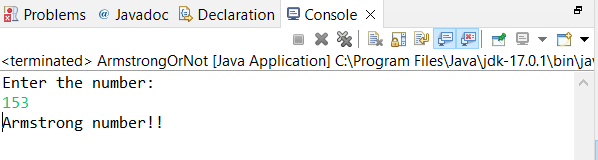 Problems @ Javadoc Declaration Console
<terminated> ArmstrongOrNot [Java Application] C:\Program Files\Java\jdk-17.0.1\bin\jav
Enter the number:
153
Armstrong number!!